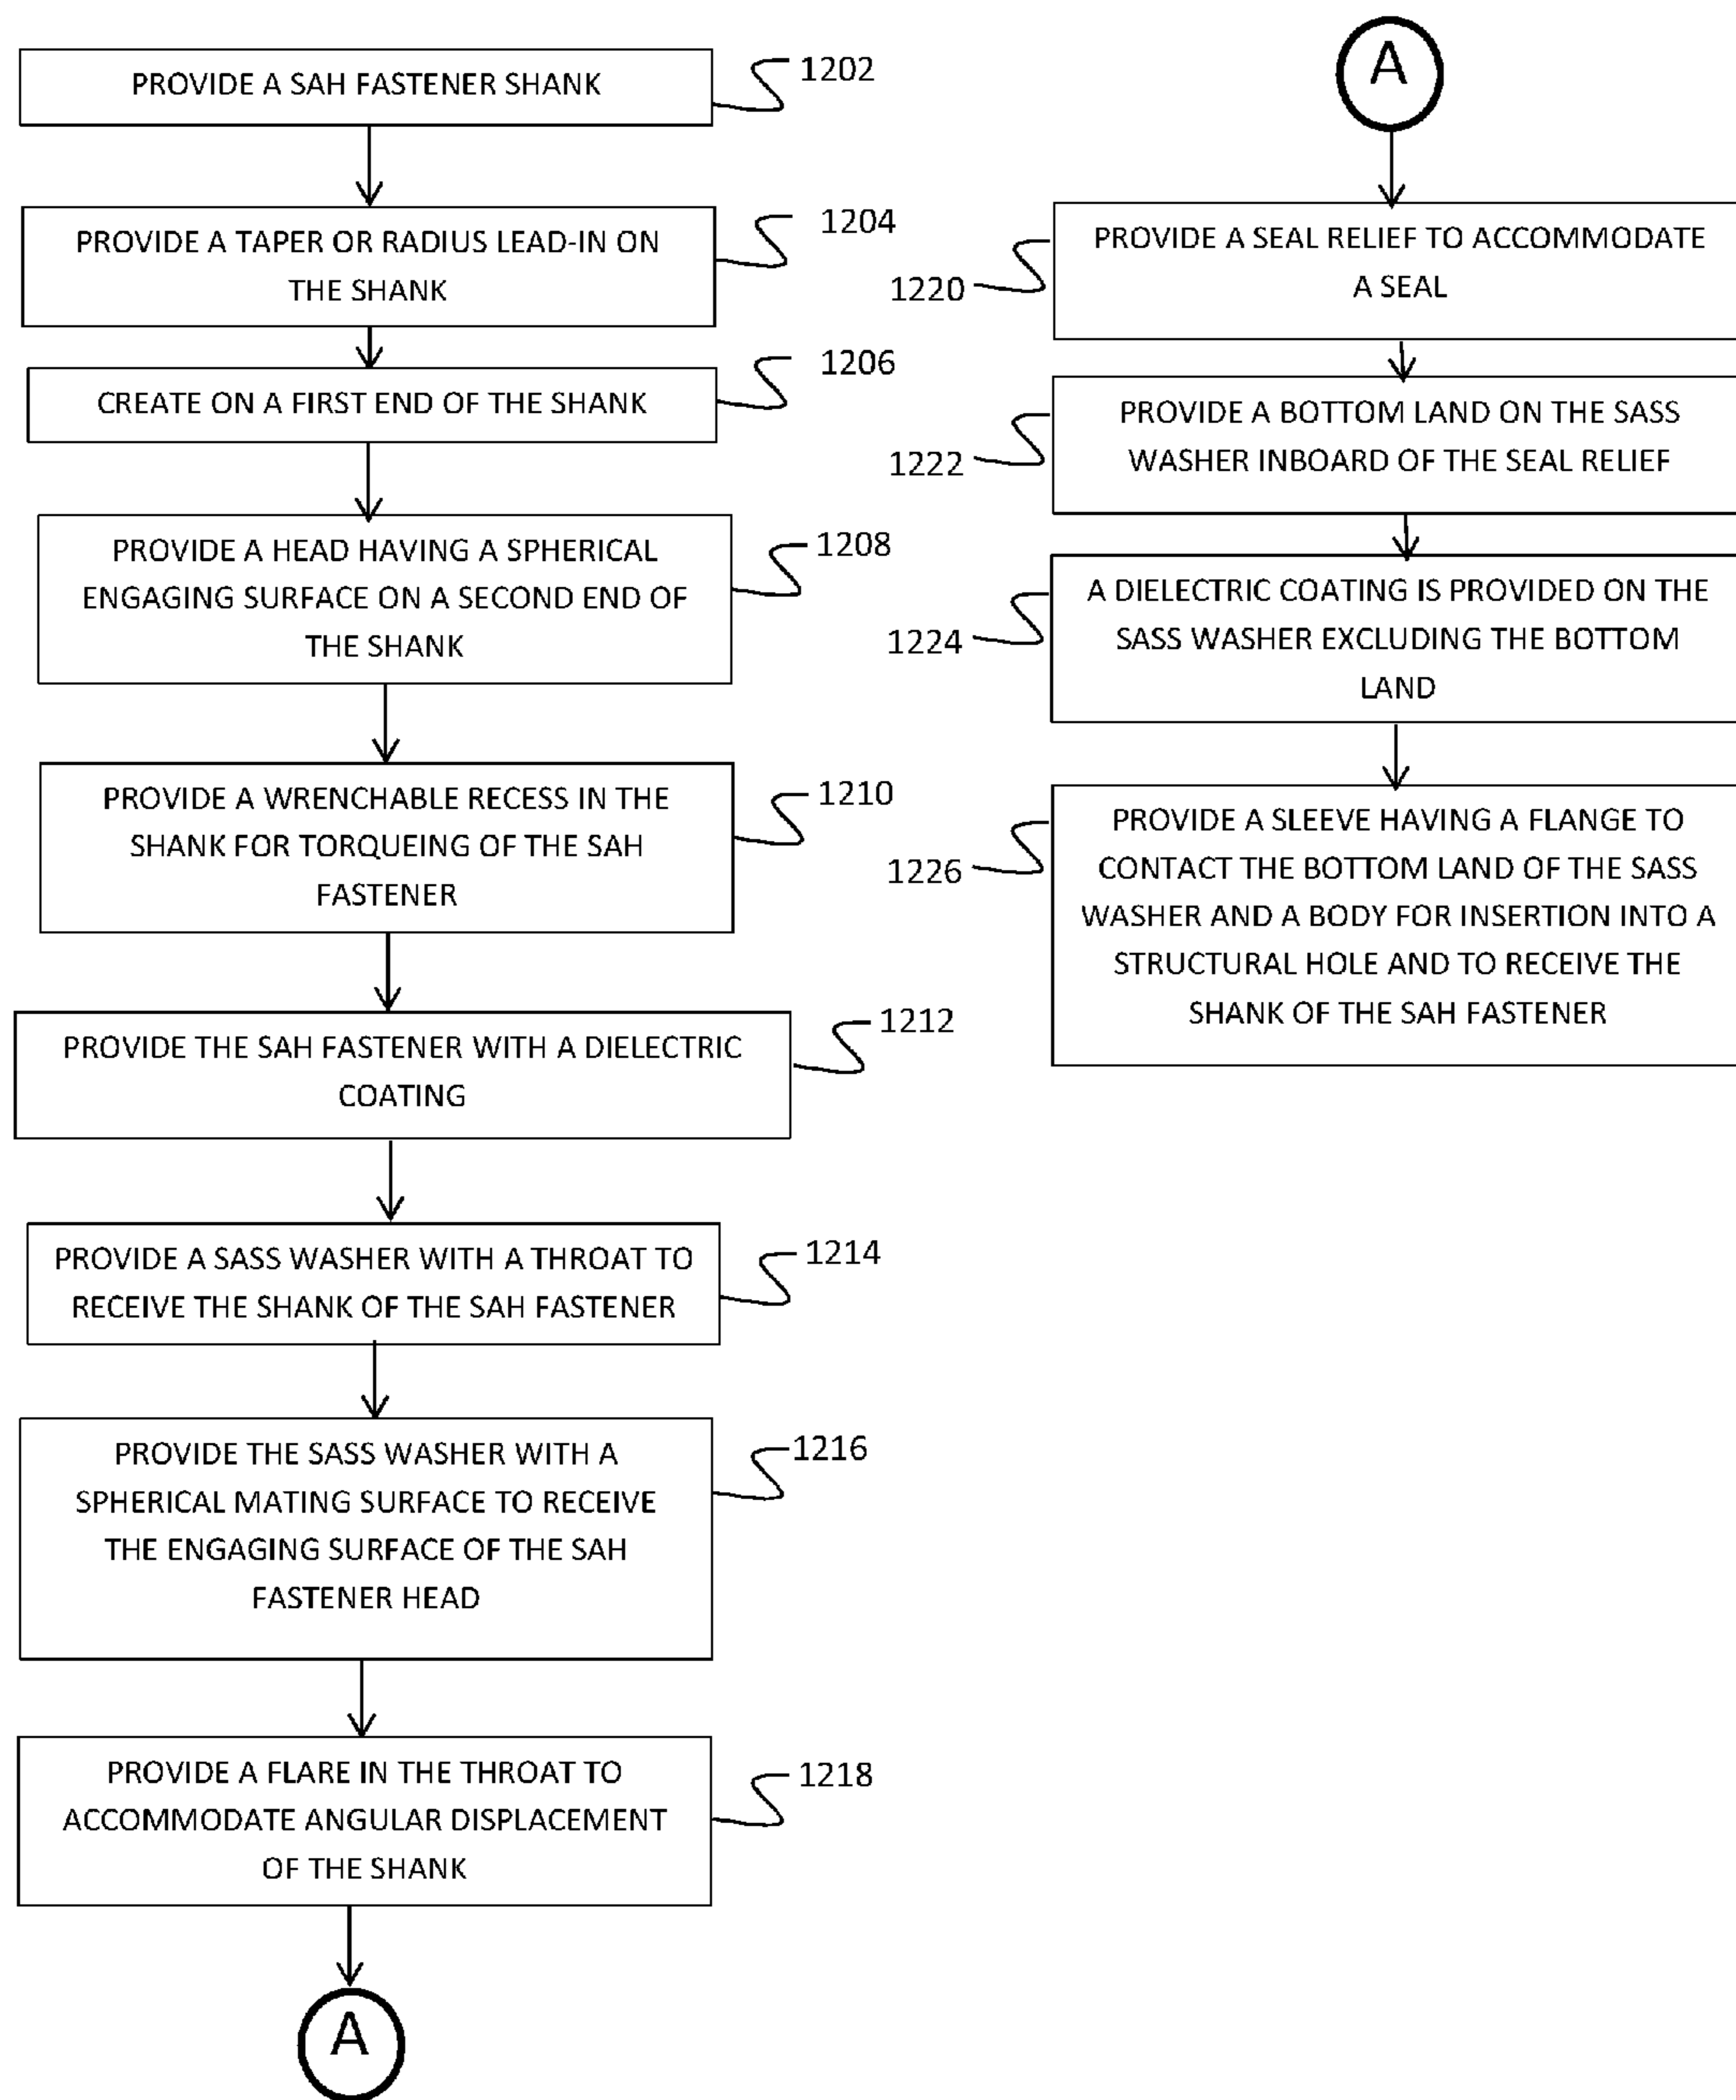 PROVIDE A SAH FASTENER SHANK
1202
PROVIDE A TAPER OR RADIUS LEAD-IN ON
THE SHANK
1204
CREATE ON A FIRST END OF THE SHANK
1206
PROVIDE A HEAD HAVING A SPHERICAL
ENGAGING SURFACE ON A SECOND END OF
THE SHANK
1208
PROVIDE A WRENCHABLE RECESS IN THE
SHANK FOR TORQUEING OF THE SAH
FASTENER
1210
PROVIDE THE SAH FASTENER WITH A DIELECTRIC
COATING
1212
PROVIDE A SASS WASHER WITH A THROAT TO
RECEIVE THE SHANK OF THE SAH FASTENER
1214
PROVIDE THE SASS WASHER WITH A
SPHERICAL MATING SURFACE TO RECEIVE
THE ENGAGING SURFACE OF THE SAH
FASTENER HEAD
1216
PROVIDE A FLARE IN THE THROAT TO
ACCOMMODATE ANGULAR DISPLACEMENT
OF THE SHANK
1218
A
A
PROVIDE A SEAL RELIEF TO ACCOMMODATE
A SEAL
1220
PROVIDE A BOTTOM LAND ON THE SASS
WASHER INBOARD OF THE SEAL RELIEF
1222
A DIELECTRIC COATING IS PROVIDED ON THE
SASS WASHER EXCLUDING THE BOTTOM
LAND
1224
PROVIDE A SLEEVE HAVING A FLANGE TO
CONTACT THE BOTTOM LAND OF THE SASS
WASHER AND A BODY FOR INSERTION INTO A
STRUCTURAL HOLE AND TO RECEIVE THE
SHANK OF THE SAH FASTENER
1226